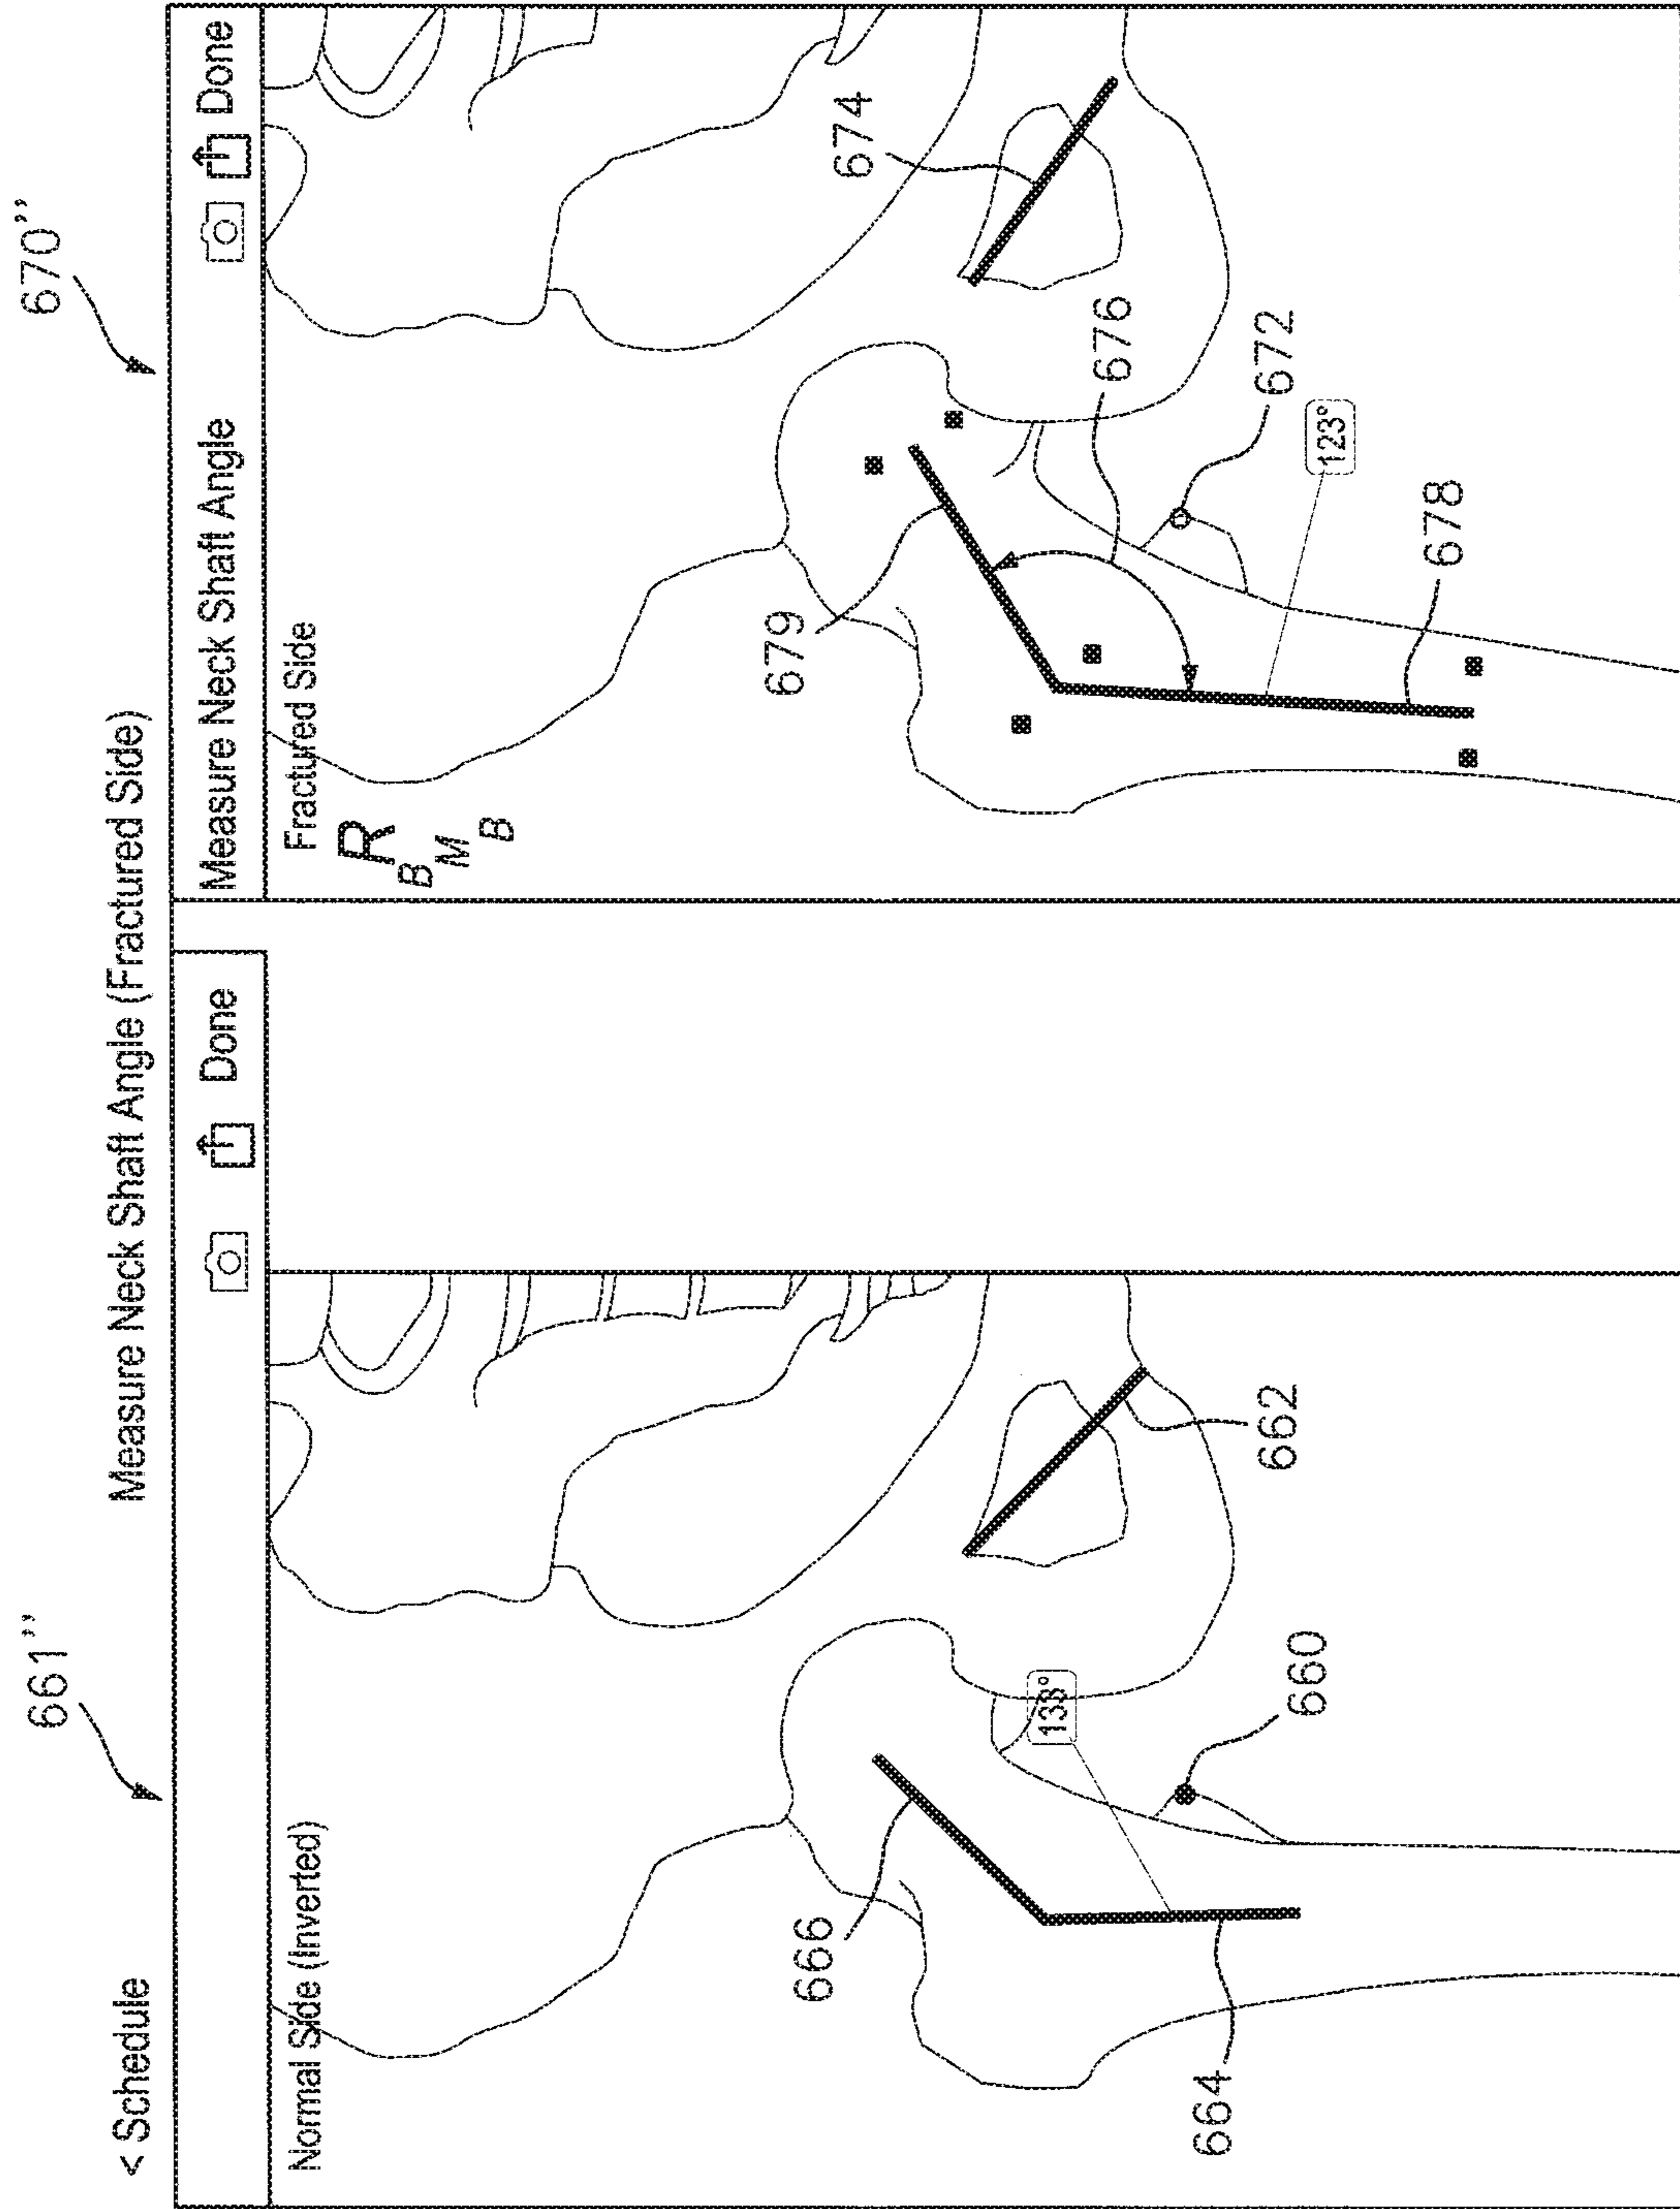 661’’
670’’
< Schedule
Measure Neck Shaft Angle (Fractured Side)
Done
Measure Neck Shaft Angle
Done
Normal Side (Inverted)
Fractured Side
R
B
M
B
666
664
133°
660
662
679
674
676
672
123°
678